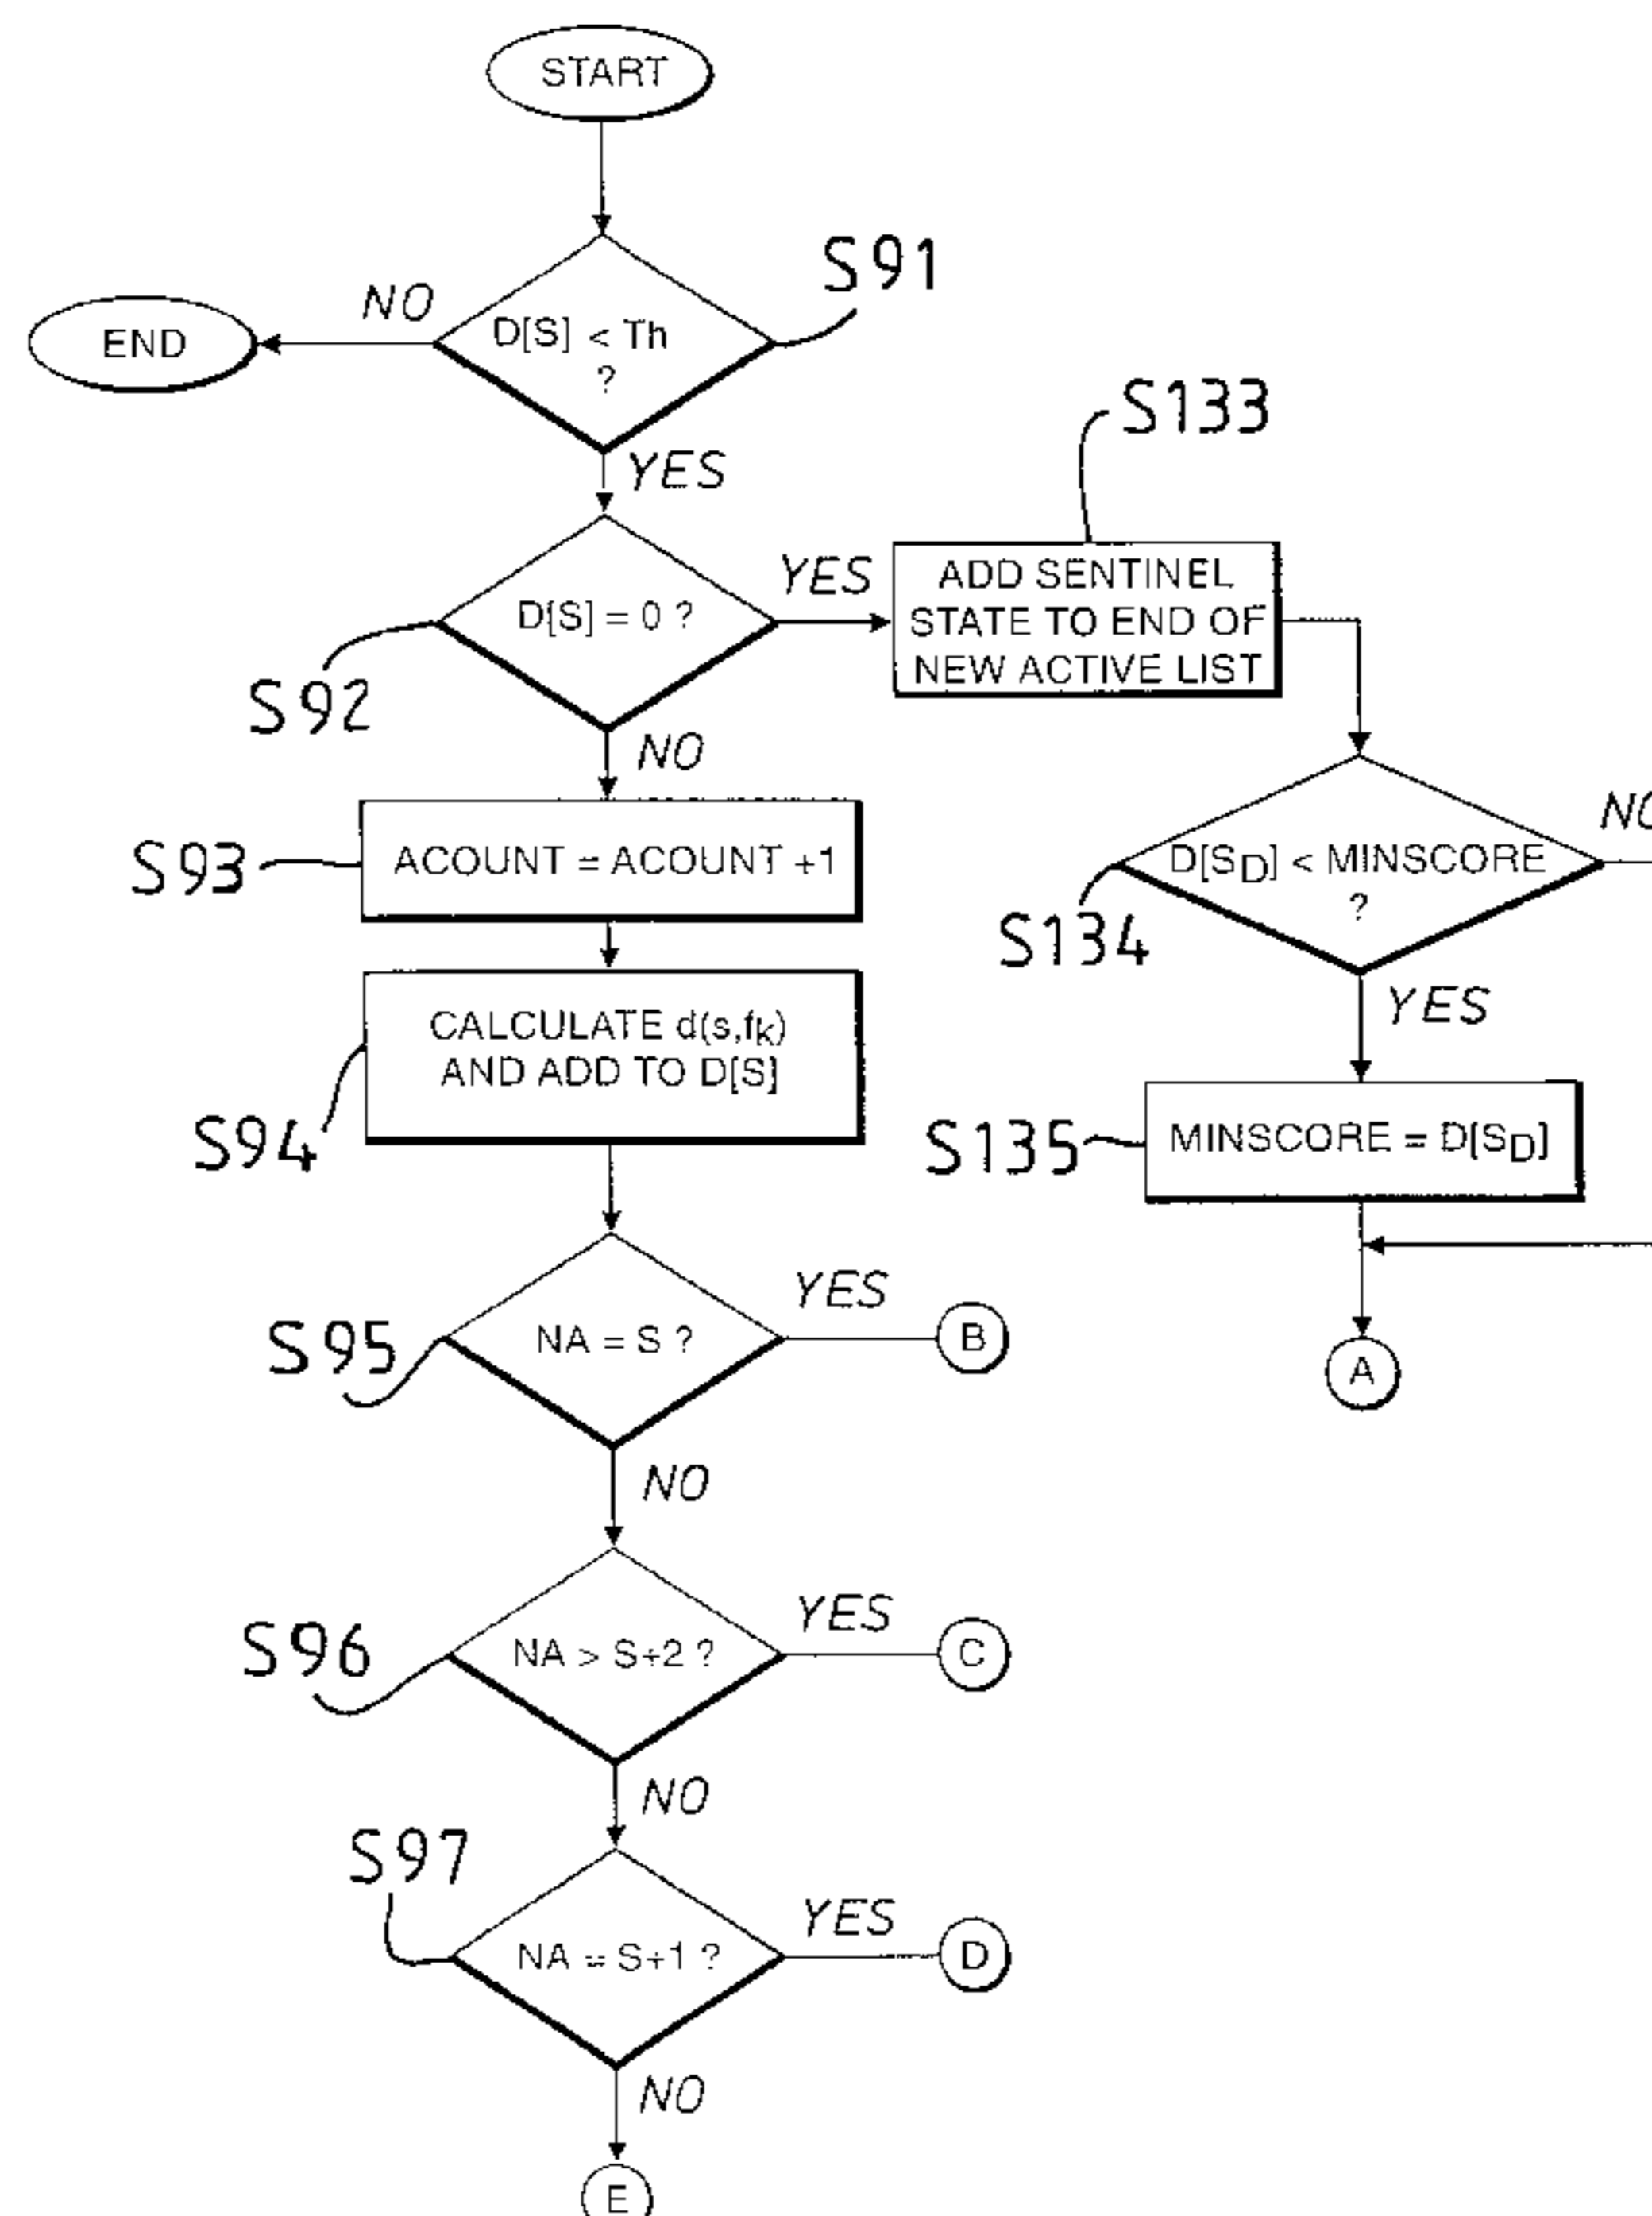 START
S91
NO
D[S] < Th
?
END
YES
S133
D[S] = 0 ?
YES
ADD SENTINEL
STATE TO END OF
NEW ACTIVE LIST
S92
NO
S93
ACOUNT = ACOUNT +1
NO
D[SD] < MINSCORE
?
S134
YES
CALCULATE d(s,fk)
AND ADD TO D[S]
S94
S135
MINSCORE = D[SD]
S95
NA = S ?
YES
B
A
NO
S96
NA > S+2 ?
YES
C
NO
S97
NA = S+1 ?
YES
D
NO
E